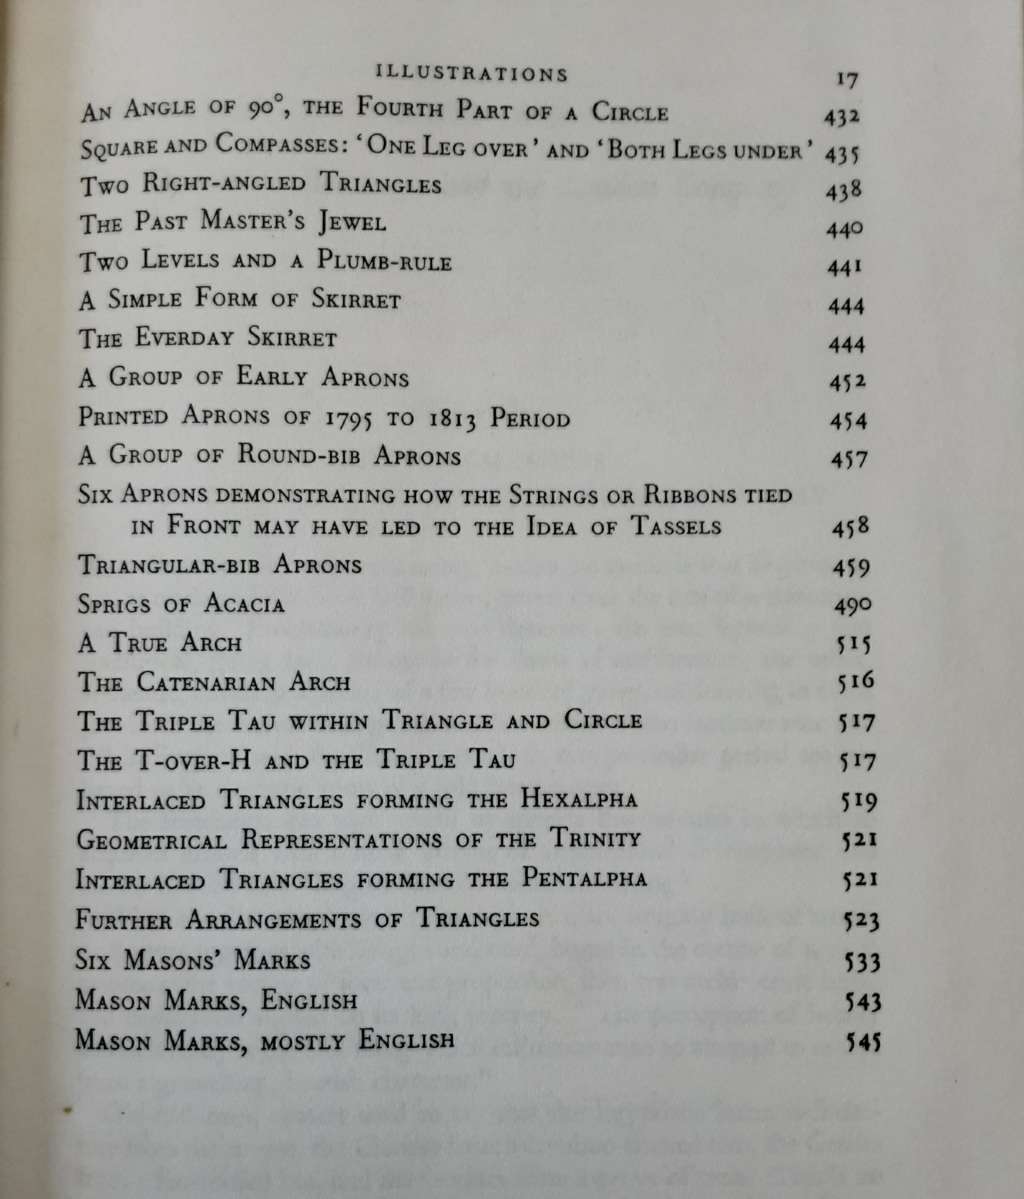 ILLUSTRATIONS 17
AN ANGLE OF 90°, THE FOURTH PART OF A CIRCLE 432
SQUARE AND COMPASSES: ‘ONE LEG OVER’ AND ‘BOTH LEGS UNDER’ 435
TWO RIGHT-ANGLED TRIANGLES 438
THE PAST MASTER’S JEWEL 440
TWO LEVELS AND A PLUMB-RULE 441
A SIMPLE FORM OF SKIRRET 444
THE EVERDAY SKIRRET 444
A GROUP OF EARLY APRONS 452
PRINTED APRONS OF 1795 TO 1813 PERIOD 454
A GROUP OF ROUND-BIB APRONS 457
SIX APRONS DEMONSTRATING HOW THE STRINGS OR RIBBONS TIED
IN FRONT MAY HAVE LED TO THE IDEA OF TASSELS 458
TRIANGULAR-BIB APRONS 459
SPRIGS OF ACACIA 490
A TRUE ARCH 515
THE CATENARIAN ARCH 516
THE TRIPLE TAU WITHIN TRIANGLE AND CIRCLE 517
THE T-OVER-H AND THE TRIPLE TAU 517
INTERLACED TRIANGLES FORMING THE HEXALPHA 519
GEOMETRICAL REPRESENTATIONS OF THE TRINITY 521
INTERLACED TRIANGLES FORMING THE PENTALPHA 521
FURTHER ARRANGEMENTS OF TRIANGLES 523
SIX MASONS’ MARKS 533
MASON MARKS, ENGLISH 543
MASON MARKS, MOSTLY ENGLISH 545